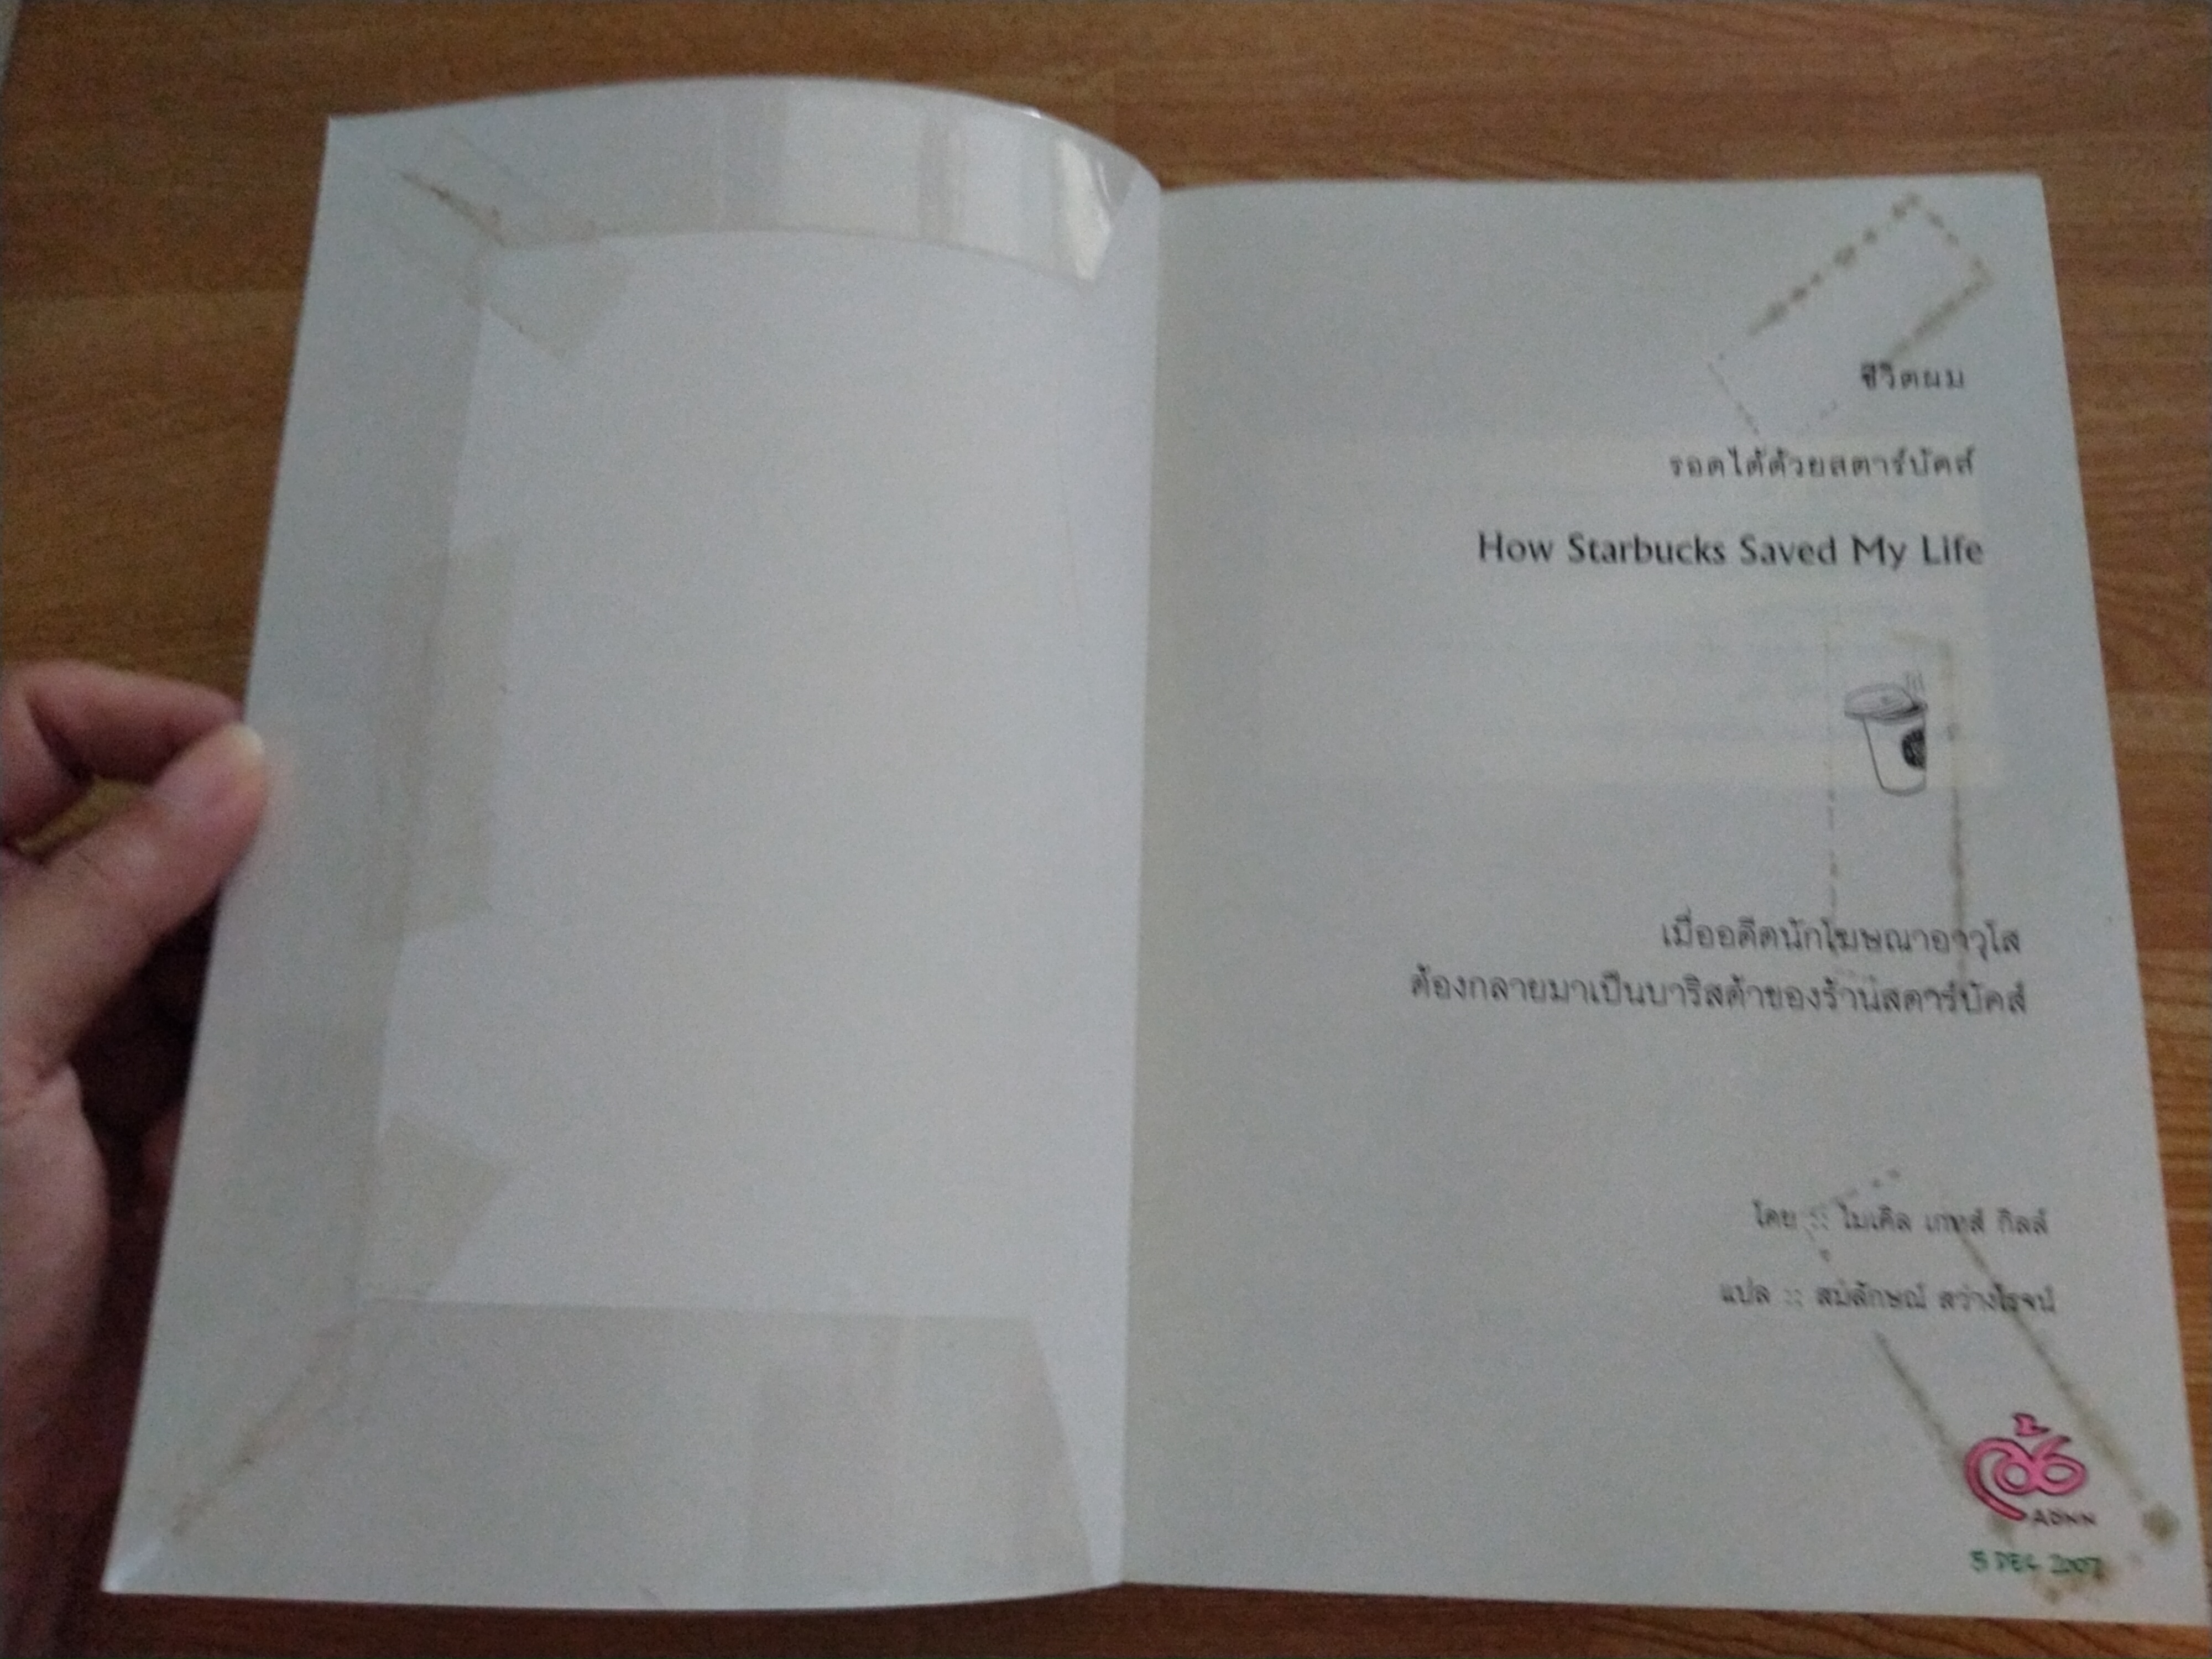 ชีวิตผม
รอดได้ด้วยสตาร์บัคส์
How Starbucks Saved My Life
เมื่ออดีตนักโฆษณาอาวุโส
ต้องกลายมาเป็นบาริสต้าของร้านสตาร์บัคส์
โดย :: ไมเคิล เกทส์ กิลล์
แปล :: สมลักษณ์ สว่างโรจน์
5 DEC 2007